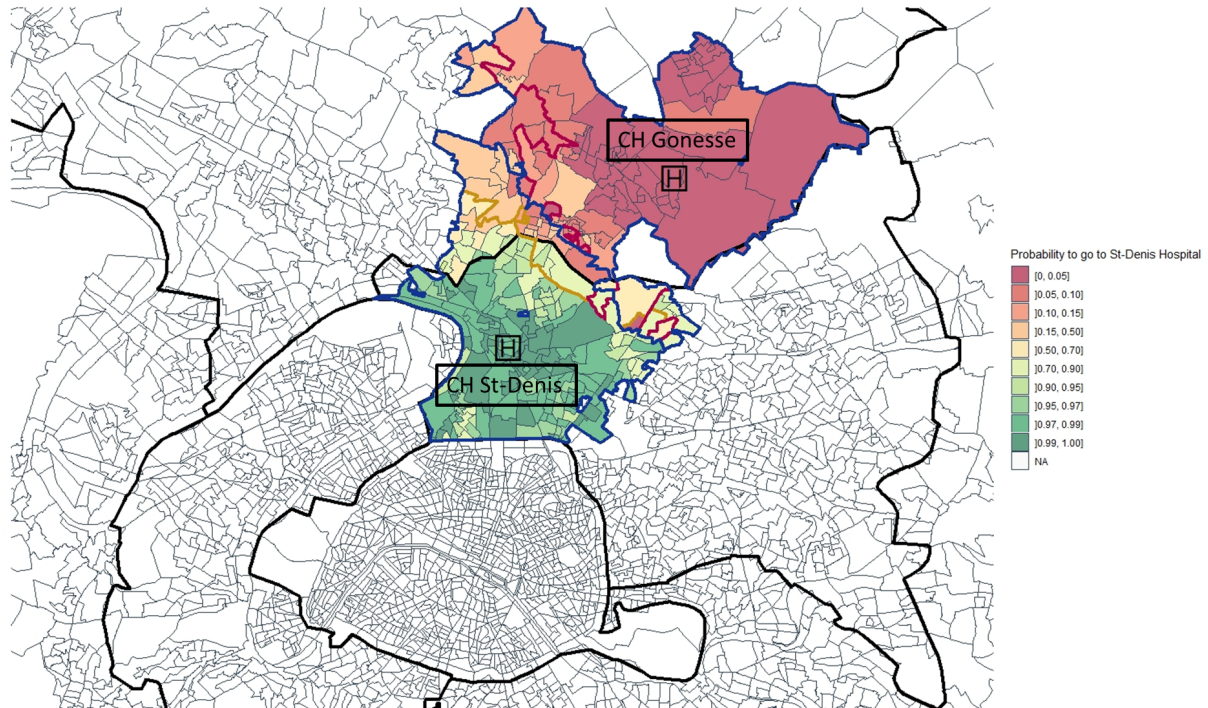 CH Gonesse
H
H
CH St-Denis
Probability to go to St-Denis Hospital
[0, 0.05]
]0.05, 0.10]
]0.10, 0.15]
]0.15, 0.50]
]0.50, 0.70]
]0.70, 0.90]
]0.90, 0.95]
]0.95, 0.97]
]0.97, 0.99]
]0.99, 1.00]
NA